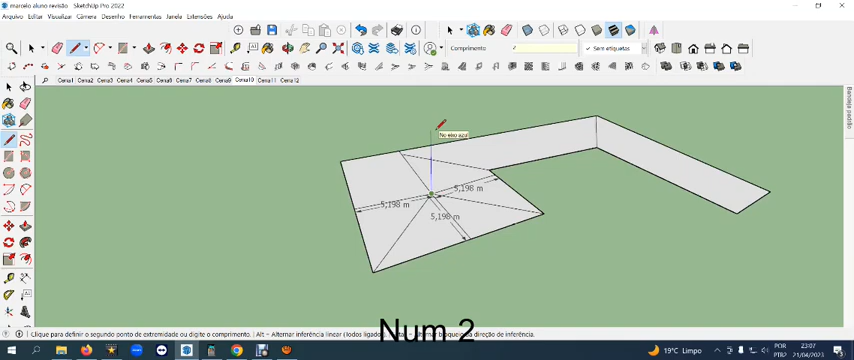 marcelo aluno revisão - SketchUp Pro 2022
Arquivo Editar Visualizar Câmera Desenho Ferramentas Janela Extensões Ajuda
Comprimento
Sem etiquetas
Cena1 Cena2 Cena3 Cena4 Cena5 Cena6 Cena7 Cena8 Cena9 Cena10 Cena11 Cena12
Bandeja padrão
No eixo azul
5,198 m
5,198 m
5,198 m
Num 2
Clique para definir o segundo ponto de extremidade ou digite o comprimento. | Alt = Alternar inferência linear
19°C Limpo
POR
PTB2
23:07
21/04/2023